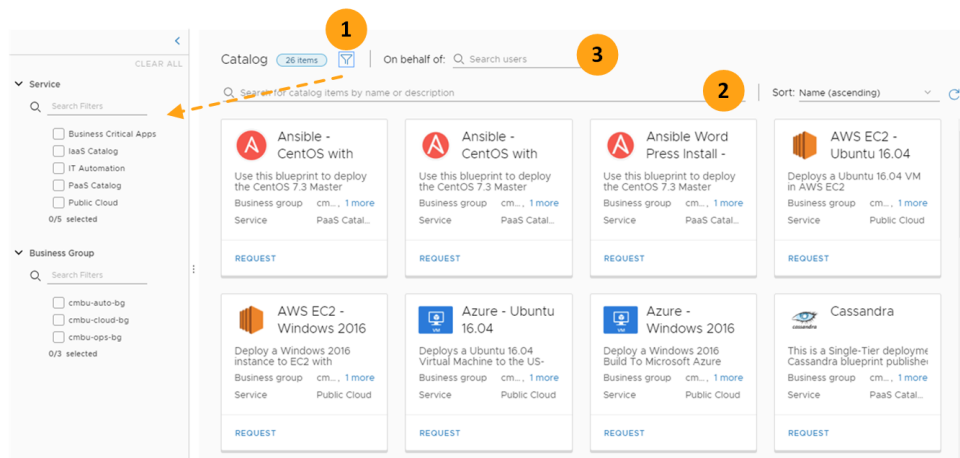 1
CLEAR ALL
Service
Search Filters
Business Critical Apps
IaaS Catalog
IT Automation
PaaS Catalog
Public Cloud
0/5 selected
Business Group
Search Filters
cmbu-auto-bg
cmbu-cloud-bg
cmbu-ops-bg
0/3 selected
Catalog 26 items On behalf of: Search users 3
Search for catalog items by name or description 2 Sort: Name (ascending)
Ansible -
CentOS with
Use this blueprint to deploy
the CentOS 7.3 Master
Business group cm..., 1 more
Service PaaS Catal...
REQUEST
Ansible -
CentOS with
Use this blueprint to deploy
the CentOS 7.3 Master
Business group cm..., 1 more
Service PaaS Catal...
REQUEST
Ansible Word
Press Install -
Use this blueprint to deploy
the CentOS 7.3 Master
Business group cm..., 1 more
Service PaaS Catal...
REQUEST
AWS EC2 -
Ubuntu 16.04
Deploys a Ubuntu 16.04 VM
in AWS EC2
Business group cm..., 1 more
Service Public Cloud
REQUEST
AWS EC2 -
Windows 2016
Deploy a Windows 2016
instance to EC2 with
Business group cm..., 1 more
Service Public Cloud
REQUEST
VM
Azure - Ubuntu
16.04
Deploys a Ubuntu 16.04
Virtual Machine to the US-
Business group cm..., 1 more
Service Public Cloud
REQUEST
VM
Azure -
Windows 2016
Deploy a Windows 2016
Build To Microsoft Azure
Business group cm..., 1 more
Service Public Cloud
REQUEST
cassandra
Cassandra
This is a Single-Tier deployme
Cassandra blueprint publishe
Business group cm..., 1 more
Service PaaS Catal...
REQUEST